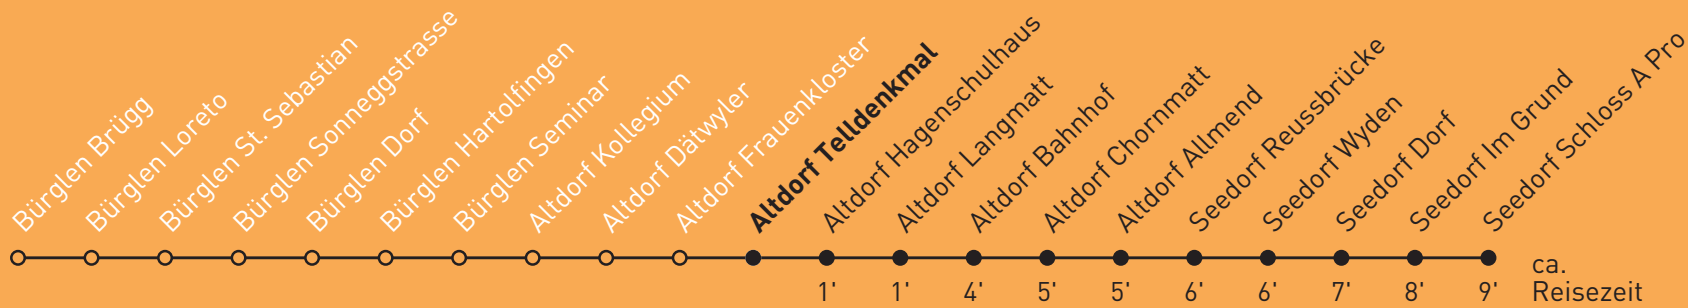 Bürglen Brügg
Bürglen Loreto
Bürglen St. Sebastian
Bürglen Sonneggstrasse
Bürglen Dorf
Bürglen Hartolfingen
Bürglen Seminar
Altdorf Kollegium
Altdorf Dätwyler
Altdorf Frauenkloster
Altdorf Telldenkmal
Altdorf Hagenschulhaus
Altdorf Langmatt
Altdorf Bahnhof
Altdorf Chornmatt
Altdorf Allmend
Seedorf Reussbrücke
Seedorf Wyden
Seedorf Dorf
Seedorf Im Grund
Seedorf Schloss A Pro
1' 1' 4' 5' 5' 6' 6' 7' 8' 9'
ca.
Reisezeit